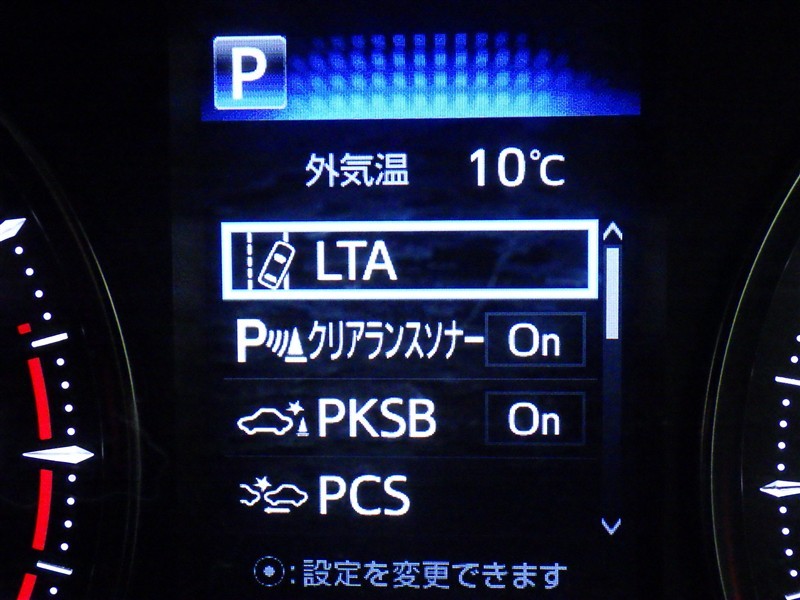 P
外気温 10℃
LTA
Pクリアランスソナー On
PKSB On
PCS
:設定を変更できます